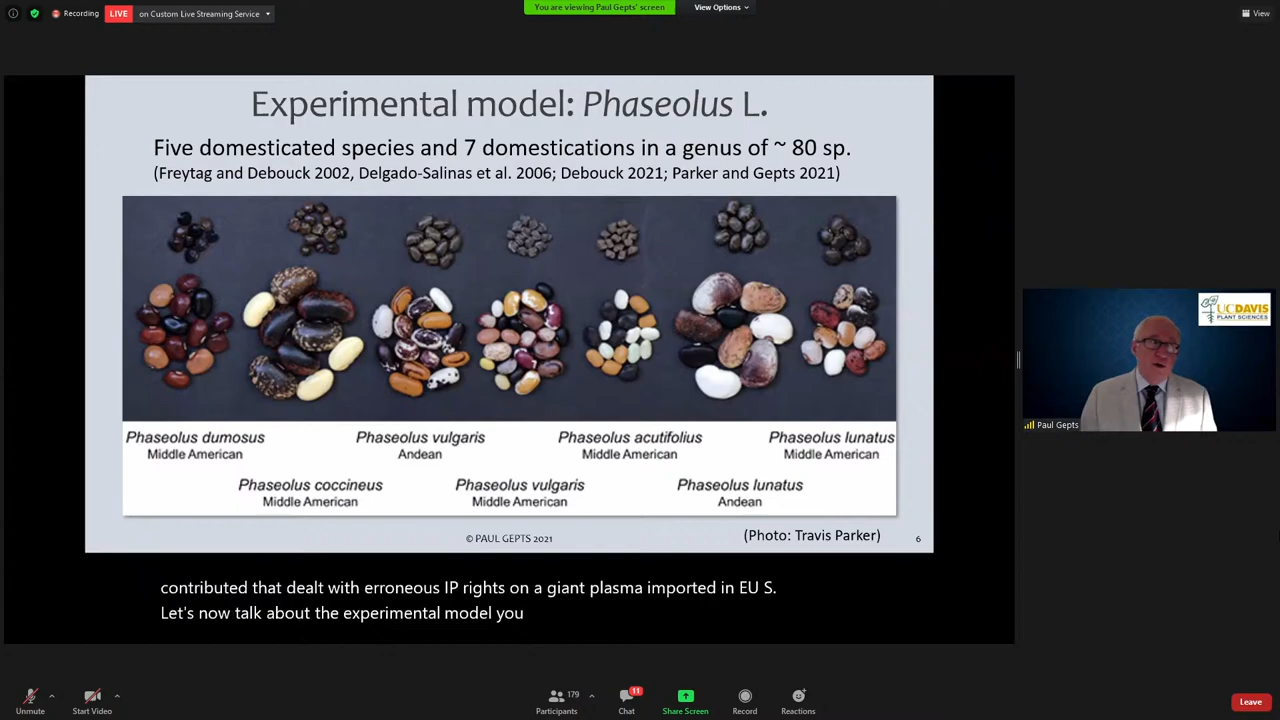 Recording
LIVE
on Custom Live Streaming Service
You are viewing Paul Gepts' screen
View Options
View
Experimental model: Phaseolus L.
Five domesticated species and 7 domestications in a genus of ~ 80 sp.
(Freytag and Debouck 2002, Delgado-Salinas et al. 2006; Debouck 2021; Parker and Gepts 2021)
Phaseolus dumosus
Middle American
Phaseolus vulgaris
Andean
Phaseolus acutifolius
Middle American
Phaseolus lunatus
Middle American
Phaseolus coccineus
Middle American
Phaseolus vulgaris
Middle American
Phaseolus lunatus
Andean
(Photo: Travis Parker)
© PAUL GEPTS 2021
6
UCDAVIS
PLANT SCIENCES
Paul Gepts
contributed that dealt with erroneous IP rights on a giant plasma imported in EU S.
Let's now talk about the experimental model you
Unmute
Start Video
179
Participants
11
Chat
Share Screen
Record
Reactions
Leave